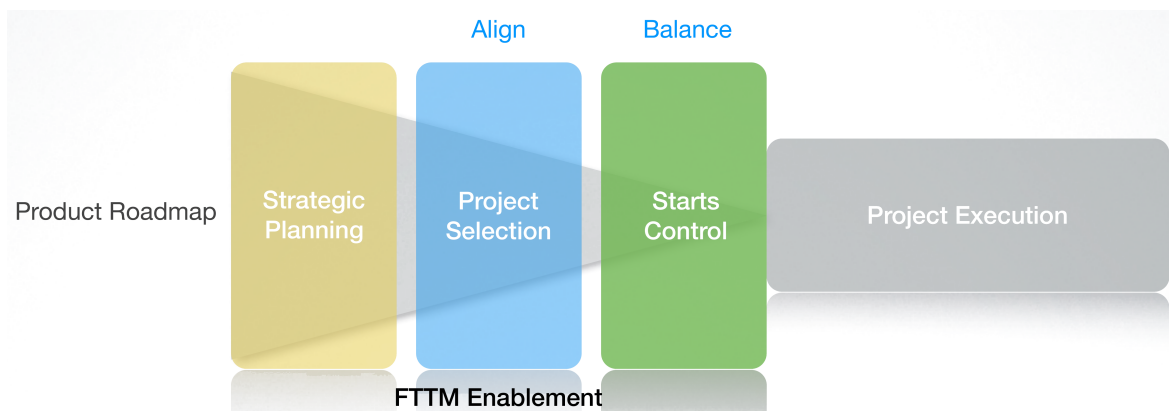 Align
Balance
Product Roadmap
Strategic
Planning
Project
Selection
Starts
Control
Project Execution
FTTM Enablement